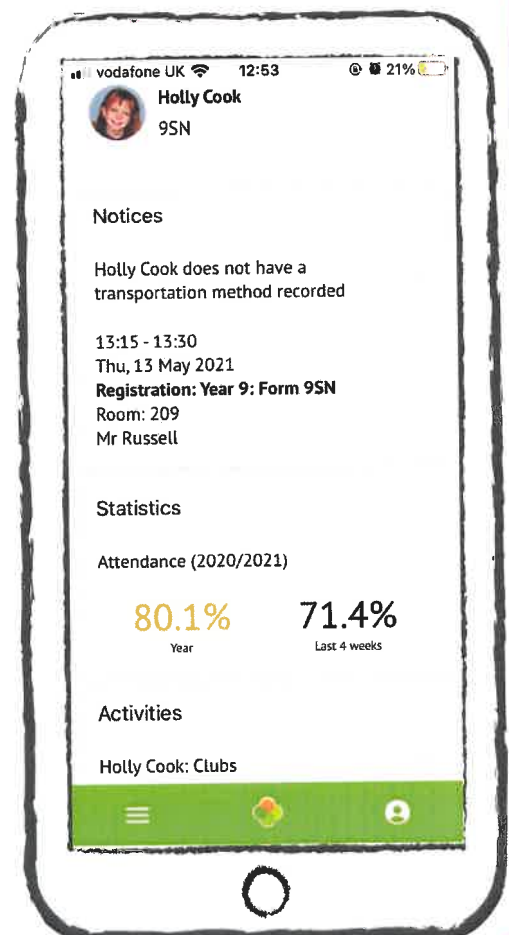 vodafone UK 12:53 21%
Holly Cook
9SN
Notices
Holly Cook does not have a
transportation method recorded
13:15 - 13:30
Thu, 13 May 2021
Registration: Year 9: Form 9SN
Room: 209
Mr Russell
Statistics
Attendance (2020/2021)
80.1% 71.4%
Year Last 4 weeks
Activities
Holly Cook: Clubs